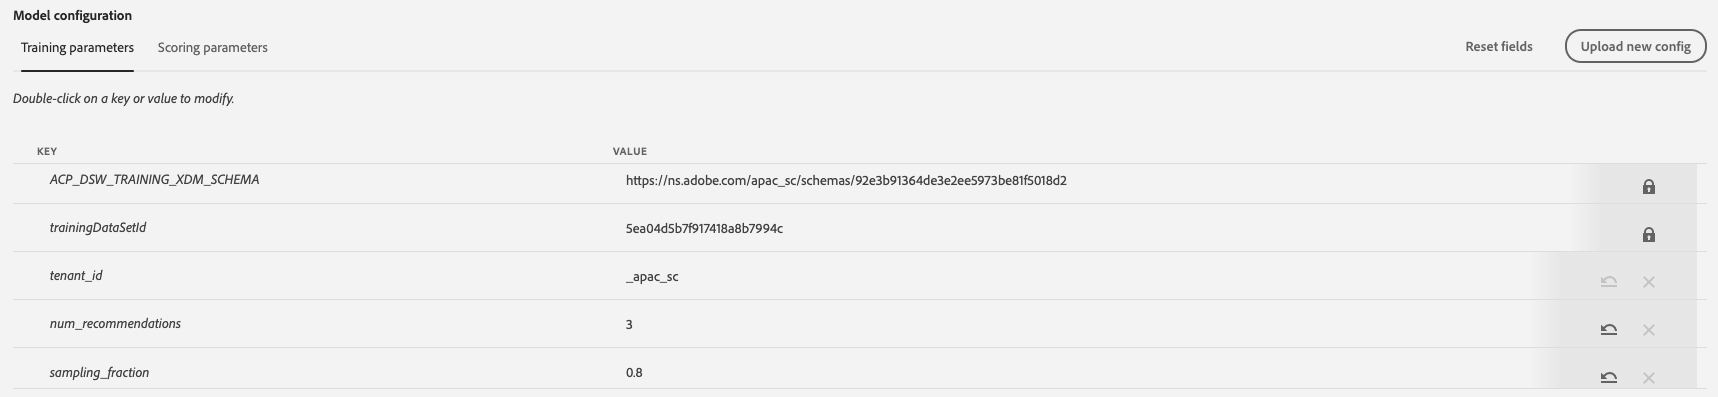 Model configuration
Training parameters Scoring parameters Reset fields Upload new config
Double-click on a key or value to modify.
KEY VALUE
ACP_DSW_TRAINING_XDM_SCHEMA https://ns.adobe.com/apac_sc/schemas/92e3b91364de3e2ee5973be81f5018d2
trainingDataSetId 5ea04d5b7f917418a8b7994c
tenant_id _apac_sc
num_recommendations 3
sampling_fraction 0.8